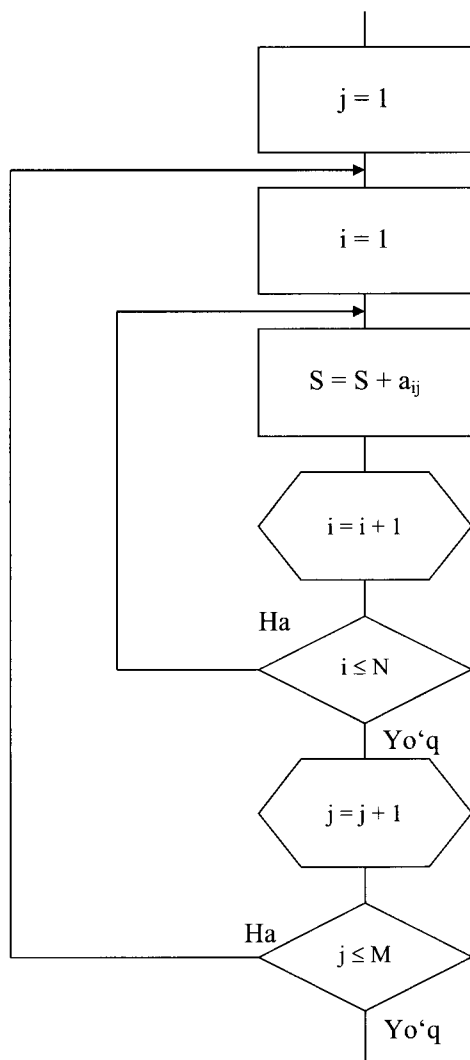 j = 1
i = 1
S = S + aᵢⱼ
i = i + 1
Ha
i ≤ N
Yo‘q
j = j + 1
Ha
j ≤ M
Yo‘q